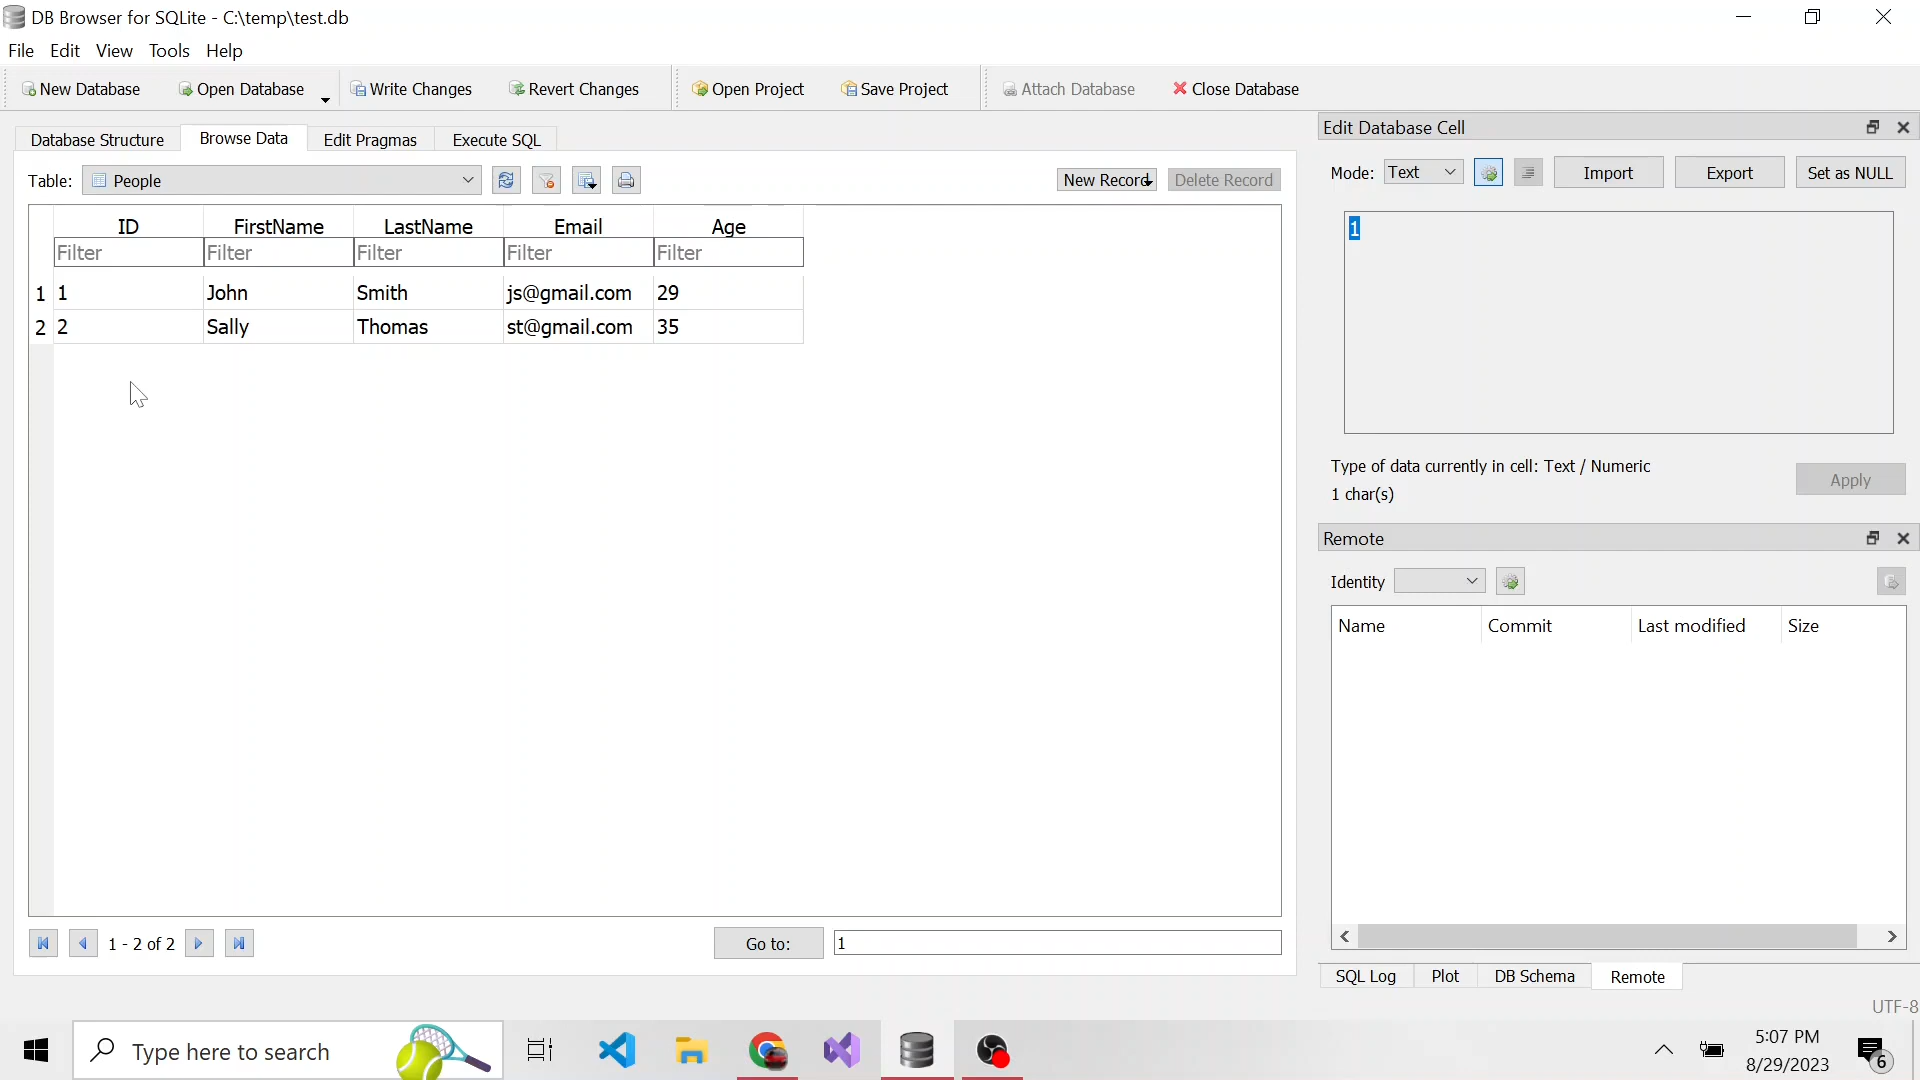 DB Browser for SQLite - C:\temp\test.db
File Edit View Tools Help
New Database Open Database Write Changes Revert Changes Open Project Save Project Attach Database Close Database
Database Structure Browse Data Edit Pragmas Execute SQL
Table: People New Record Delete Record
ID FirstName LastName Email Age
Filter Filter Filter Filter Filter
1 1 John Smith js@gmail.com 29
2 2 Sally Thomas st@gmail.com 35
1 - 2 of 2 Go to: 1
Edit Database Cell
Mode: Text Import Export Set as NULL
1
Type of data currently in cell: Text / Numeric
1 char(s)
Apply
Remote
Identity
Name Commit Last modified Size
SQL Log Plot DB Schema Remote
UTF-8
Type here to search
5:07 PM
8/29/2023
6